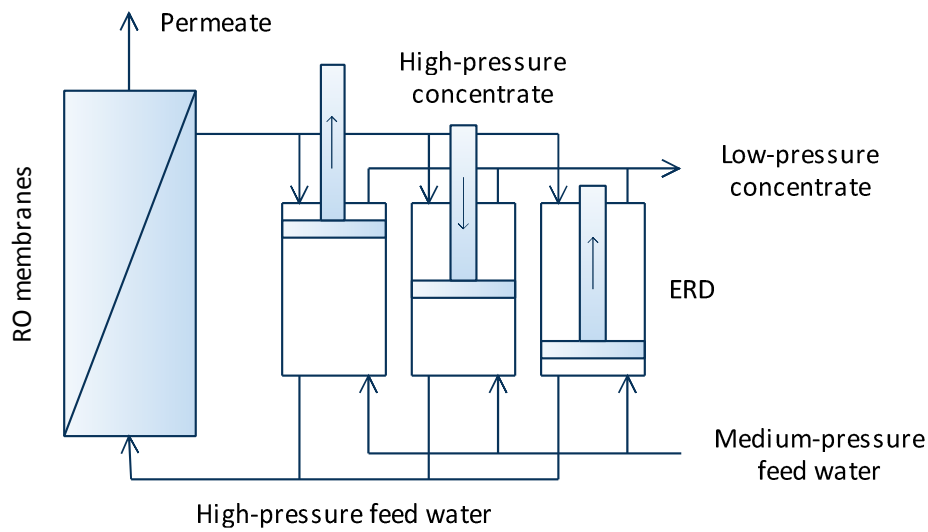 Permeate
High-pressure
concentrate
Low-pressure
concentrate
RO membranes
ERD
Medium-pressure
feed water
High-pressure feed water